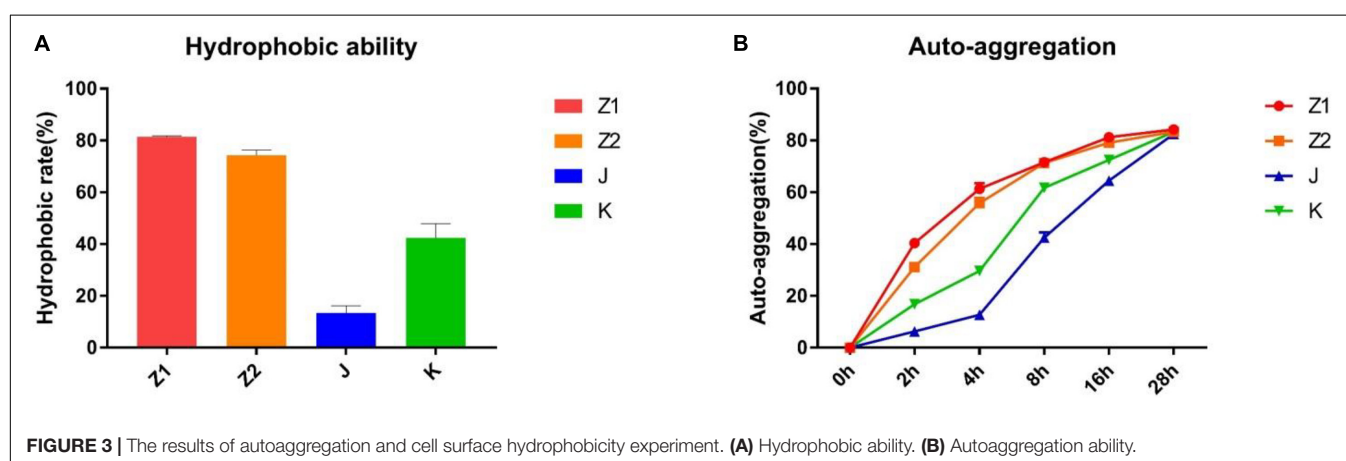 A
Hydrophobic ability
Hydrophobic rate(%)
100
80
60
40
20
0
Z1
Z2
J
K
Z1
Z2
J
K
B
Auto-aggregation
Auto-aggregation(%)
100
80
60
40
20
0
0h
2h
4h
8h
16h
28h
Z1
Z2
J
K
FIGURE 3 | The results of autoaggregation and cell surface hydrophobicity experiment. (A) Hydrophobic ability. (B) Autoaggregation ability.